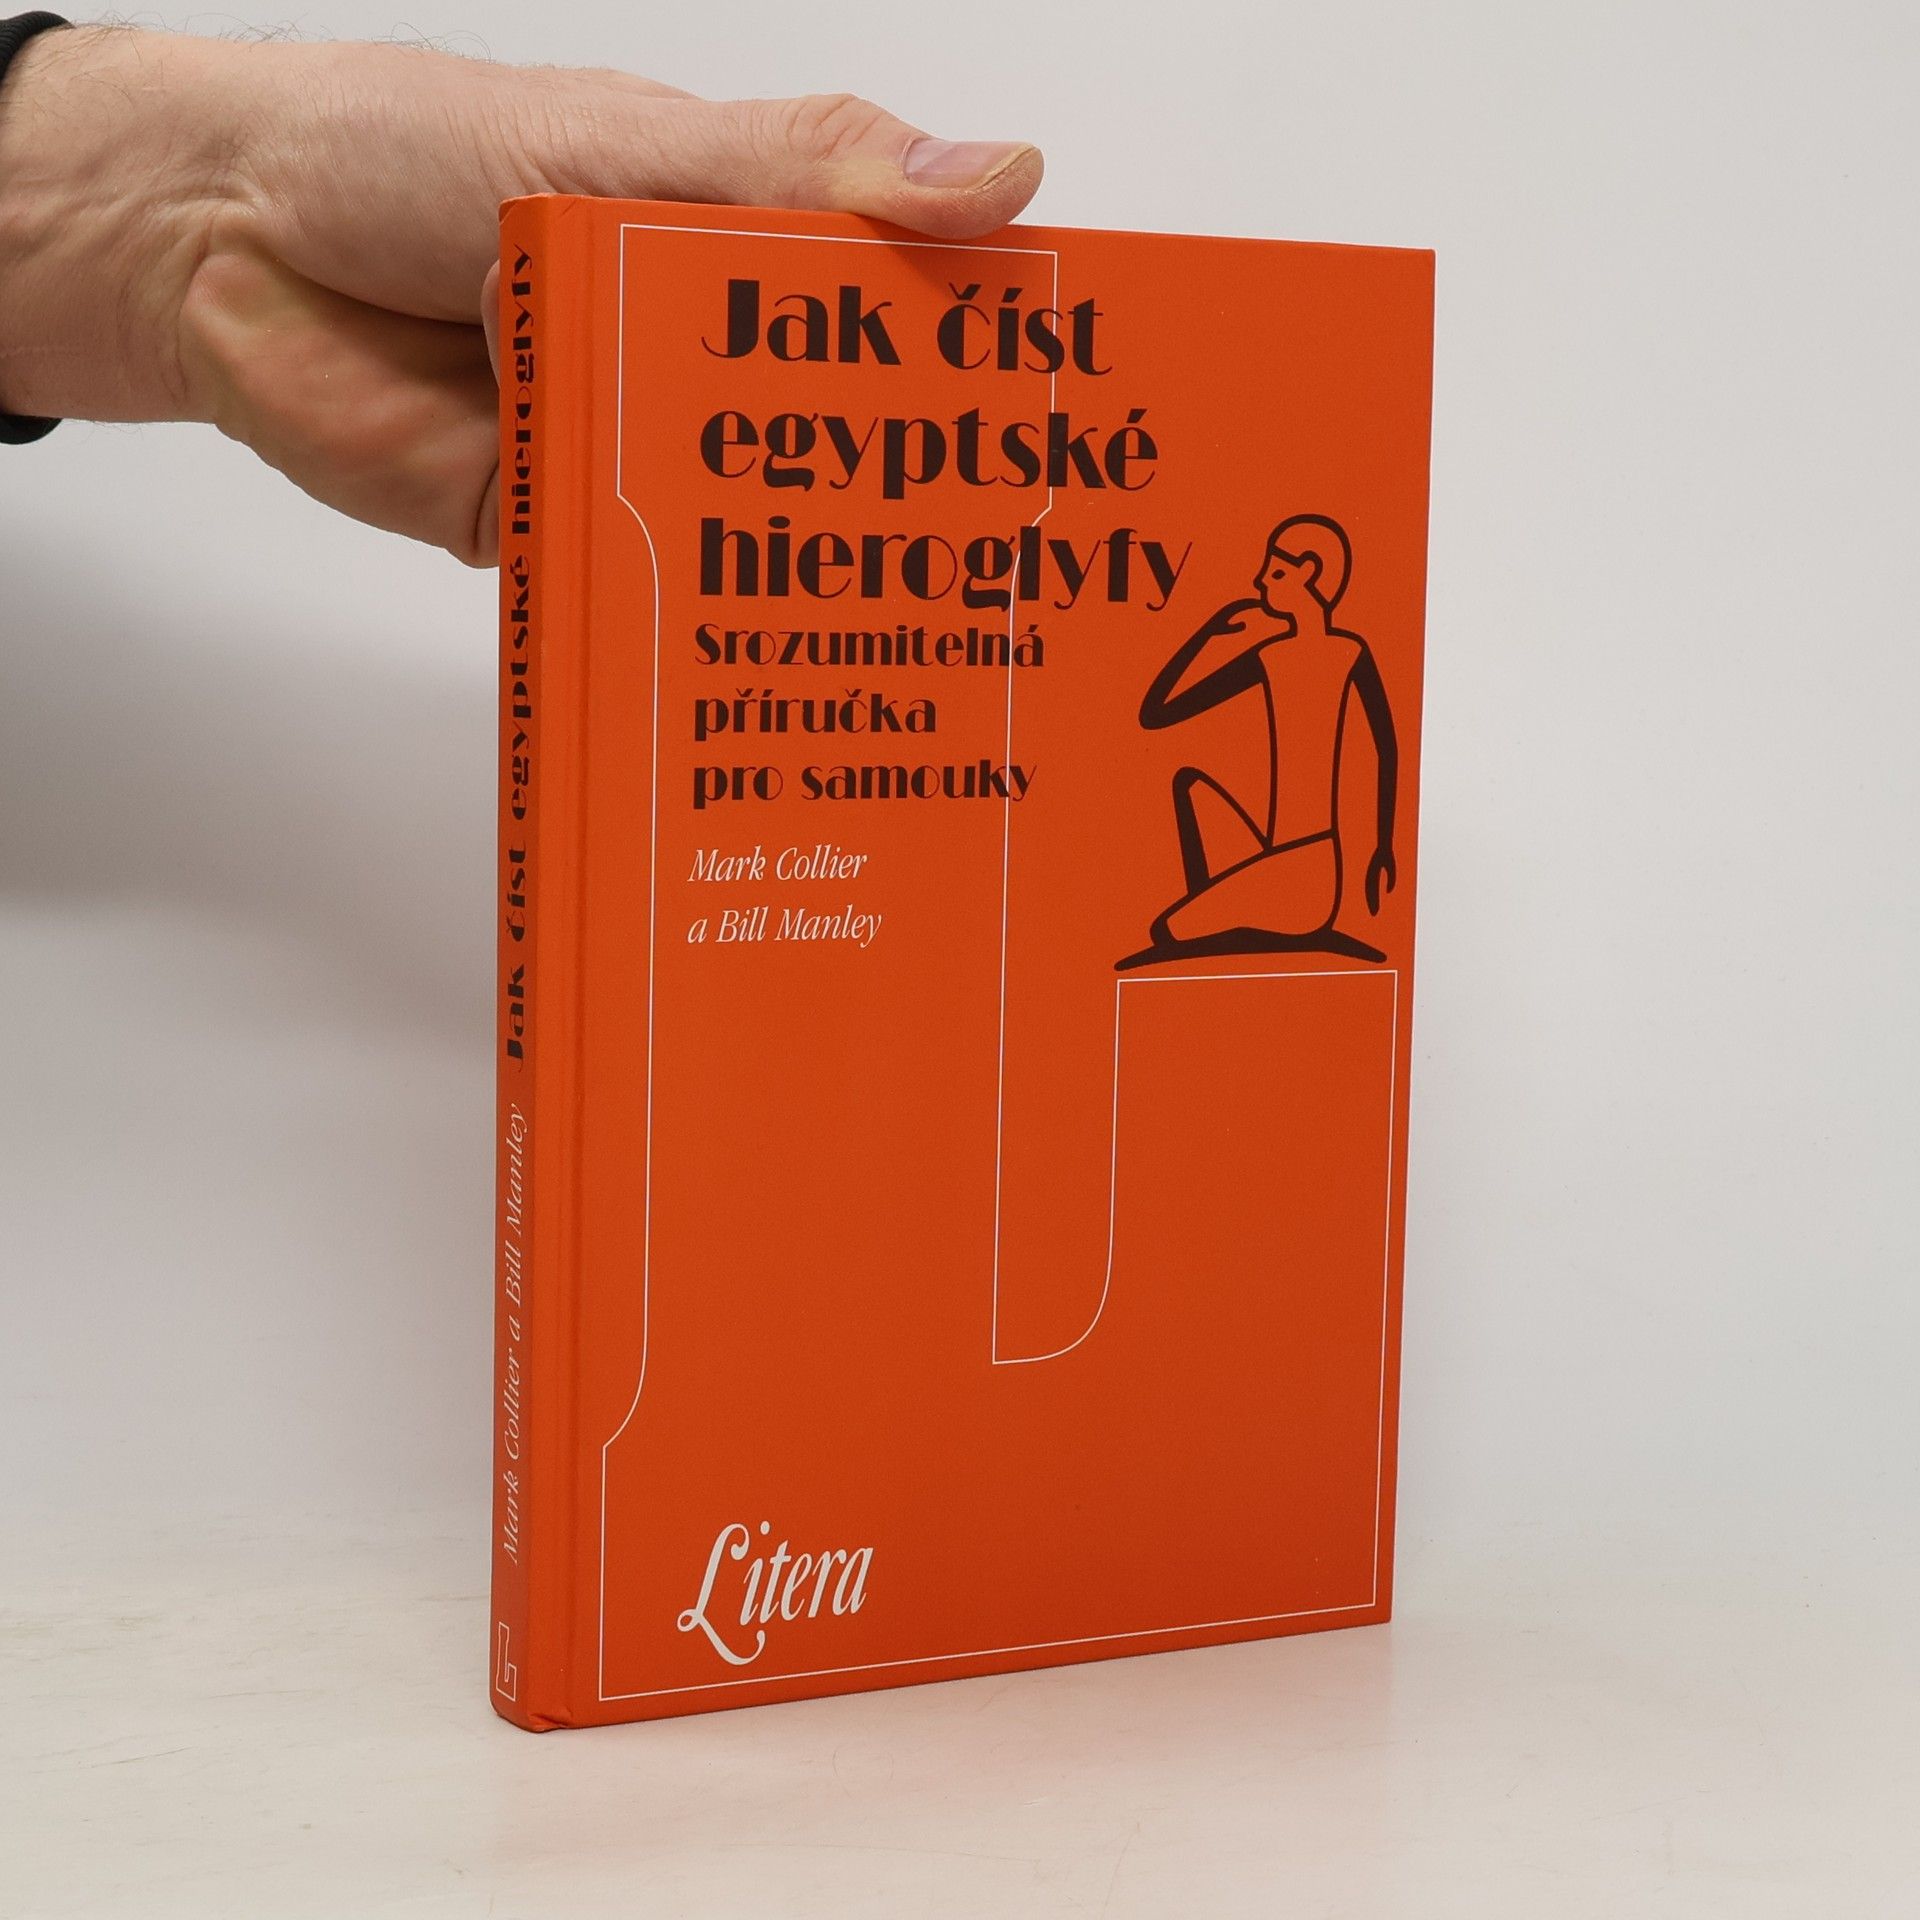 Jak číst
egyptské
hieroglyfy
Srozumitelná
příručka
pro samouky
Mark Collier
a Bill Manley
Litera
Mark Collier a Bill Manley Jak číst egyptské hieroglyfy
L